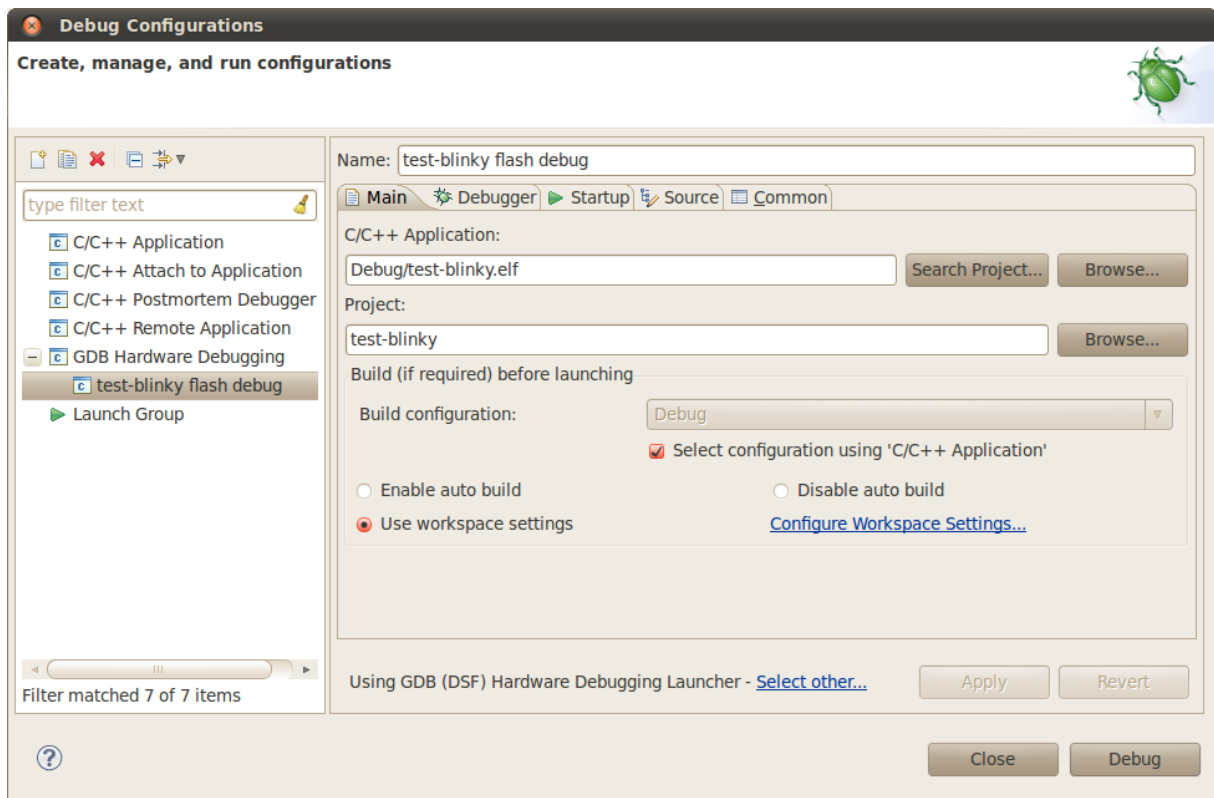 Debug Configurations
Create, manage, and run configurations
type filter text
C/C++ Application
C/C++ Attach to Application
C/C++ Postmortem Debugger
C/C++ Remote Application
GDB Hardware Debugging
test-blinky flash debug
Launch Group
Filter matched 7 of 7 items
Name: test-blinky flash debug
Main Debugger Startup Source Common
C/C++ Application:
Debug/test-blinky.elf Search Project... Browse...
Project:
test-blinky Browse...
Build (if required) before launching
Build configuration: Debug
Select configuration using 'C/C++ Application'
Enable auto build Disable auto build
Use workspace settings Configure Workspace Settings...
Using GDB (DSF) Hardware Debugging Launcher - Select other... Apply Revert
Close Debug